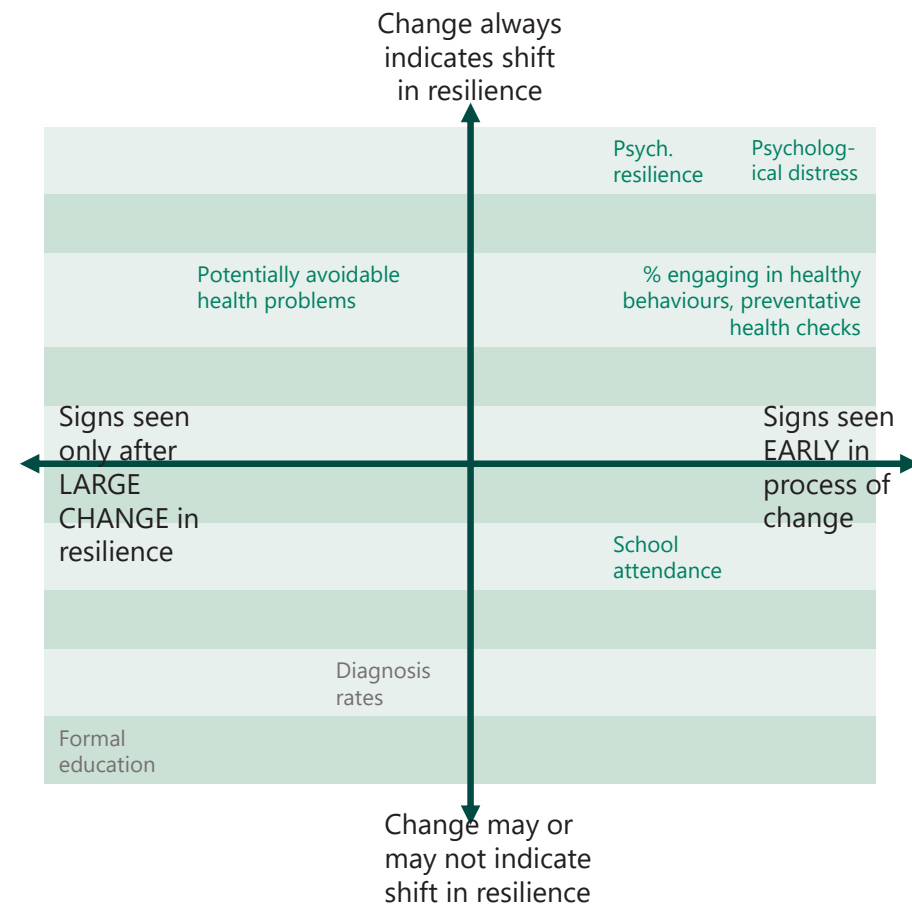 Change always
indicates shift
in resilience
Psych.
resilience
Psycholog-
ical distress
Potentially avoidable
health problems
% engaging in healthy
behaviours, preventative
health checks
Signs seen
only after
LARGE
CHANGE in
resilience
Signs seen
EARLY in
process of
change
School
attendance
Diagnosis
rates
Formal
education
Change may or
may not indicate
shift in resilience